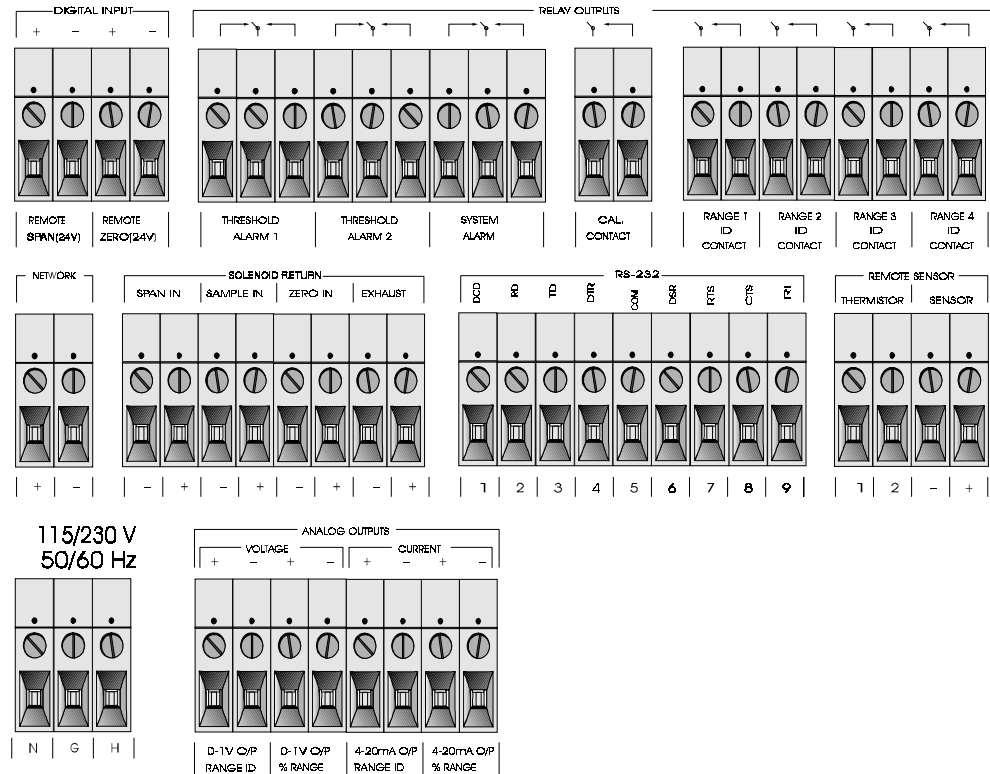 DIGITAL INPUT
+ – + –
REMOTE SPAN(24V)
REMOTE ZERO(24V)
RELAY OUTPUTS
THRESHOLD ALARM 1
THRESHOLD ALARM 2
SYSTEM ALARM
CAL. CONTACT
RANGE 1 ID CONTACT
RANGE 2 ID CONTACT
RANGE 3 ID CONTACT
RANGE 4 ID CONTACT
NETWORK
+ –
SOLENOID RETURN
SPAN IN SAMPLE IN ZERO IN EXHAUST
– + – + – + – +
RS-232
DCD RD TD DTR COM DSR RTS CTS
1 2 3 4 5 6 7 8 9
REMOTE SENSOR
THERMISTOR SENSOR
1 2 – +
115/230 V
50/60 Hz
N G H
ANALOG OUTPUTS
VOLTAGE CURRENT
+ – + – + – + –
0-1V O/P RANGE ID
0-1V O/P % RANGE
4-20mA O/P RANGE ID
4-20mA O/P % RANGE